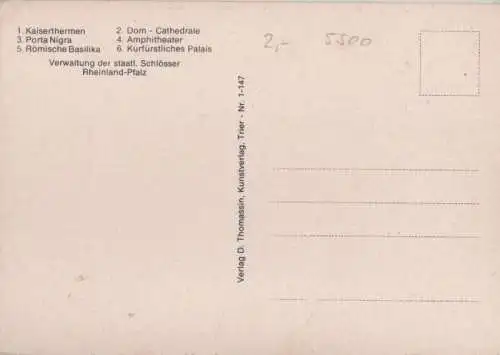 1. Kaiserthermen 2. Dom - Cathedrale
3. Porta Nigra 4. Amphitheater
5. Römische Basilika 6. Kurfürstliches Palais
Verwaltung der staatl. Schlösser
Rheinland-Pfalz
2,- 5500
Verlag D. Thomassin, Kunstverlag, Trier - Nr. 1-147